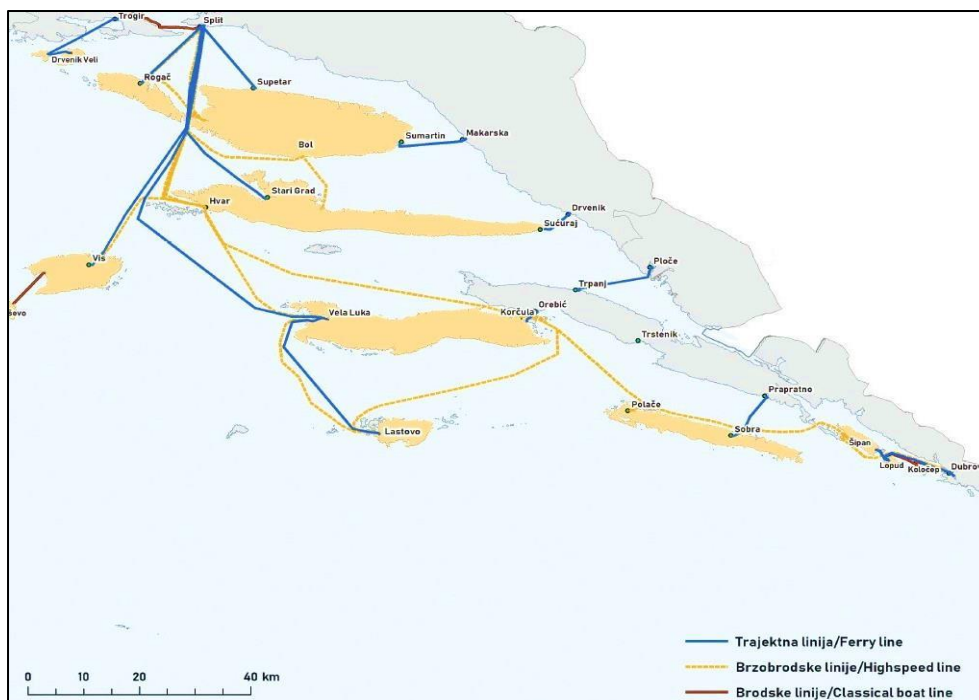 Trogir
Split
Drvenik Veli
Rogač
Supetar
Sumartin
Makarska
Bol
Stari Grad
Hvar
Drvenik
Sućuraj
Vis
Ploče
Trpanj
Orebić
Vela Luka
Korčula
Trstenik
Prapratno
Polače
Lastovo
Sobra
Šipan
Lopud
Koločep
Dubrov
0 10 20 40 km
Trajektna linija/Ferry line
Brzobrodske linije/Highspeed line
Brodske linije/Classical boat line